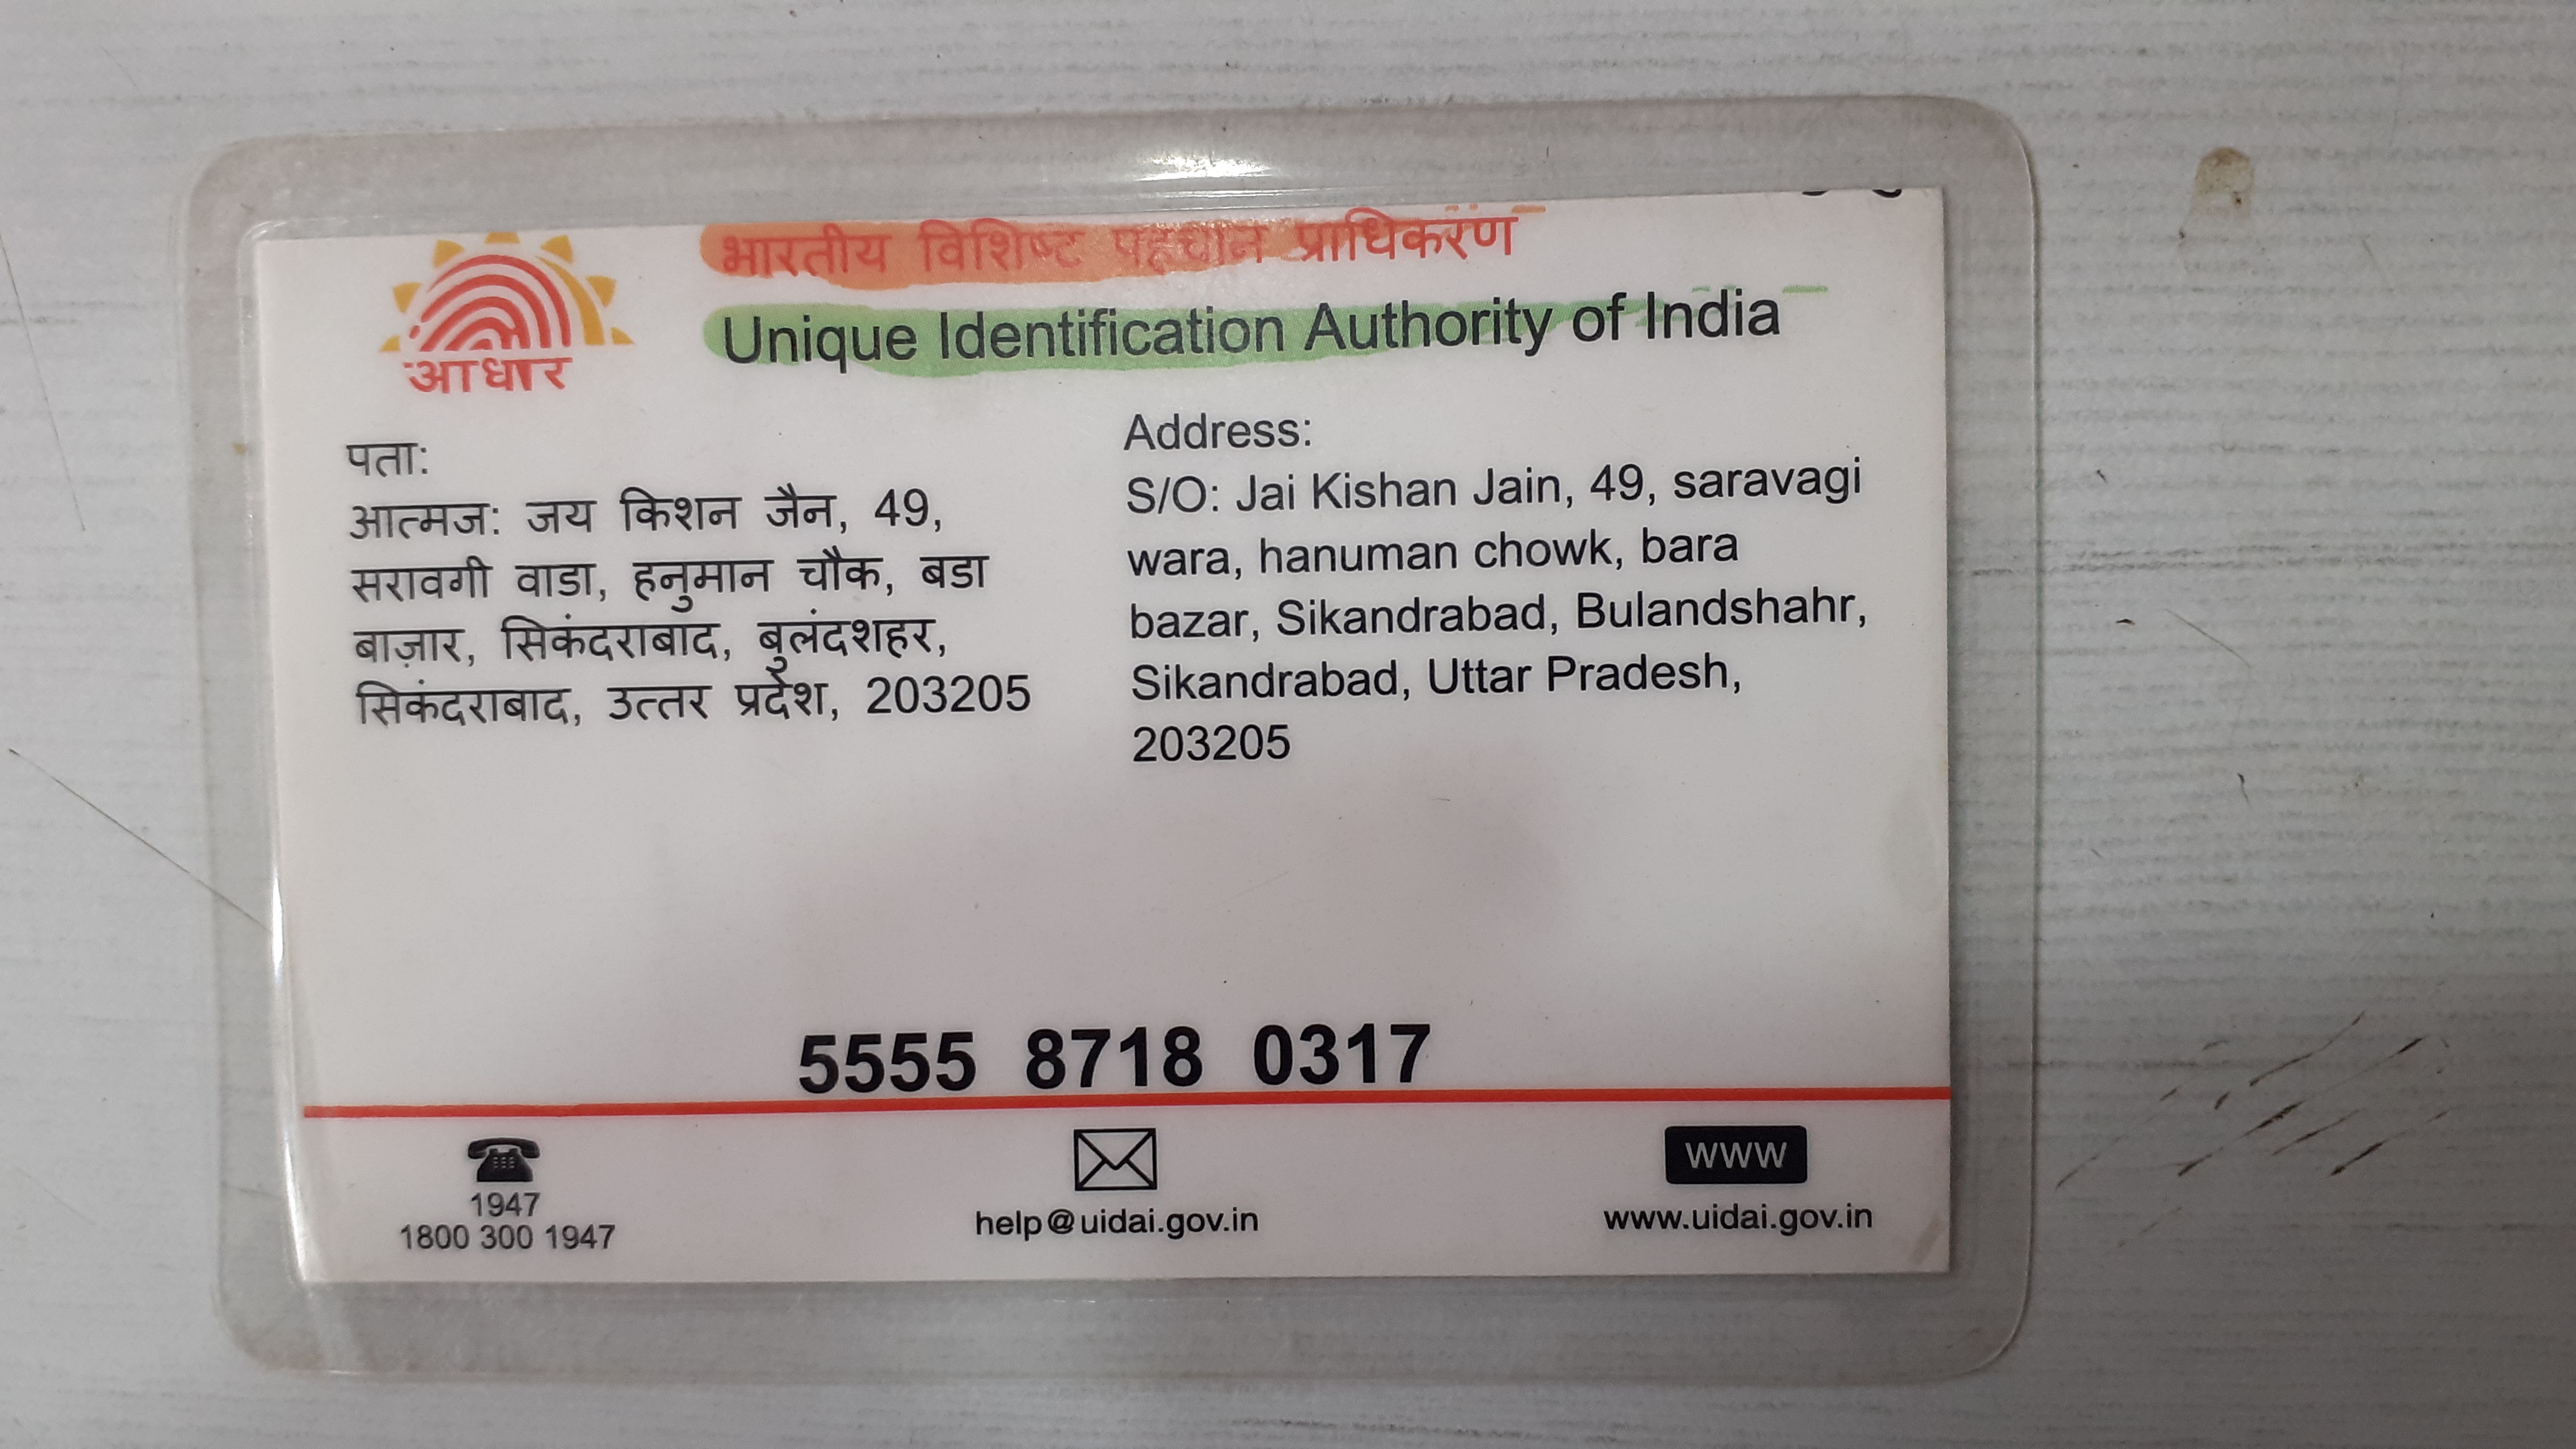 भारतीय विशिष्ट पहचान प्राधिकरण
Unique Identification Authority of India
आधार
पता:
आत्मज: जय किशन जैन, 49,
सरावगी वाडा, हनुमान चौक, बडा
बाज़ार, सिकंदराबाद, बुलंदशहर,
सिकंदराबाद, उत्तर प्रदेश, 203205
Address:
S/O: Jai Kishan Jain, 49, saravagi
wara, hanuman chowk, bara
bazar, Sikandrabad, Bulandshahr,
Sikandrabad, Uttar Pradesh,
203205
5555 8718 0317
1947
1800 300 1947
help@uidai.gov.in
WWW
www.uidai.gov.in